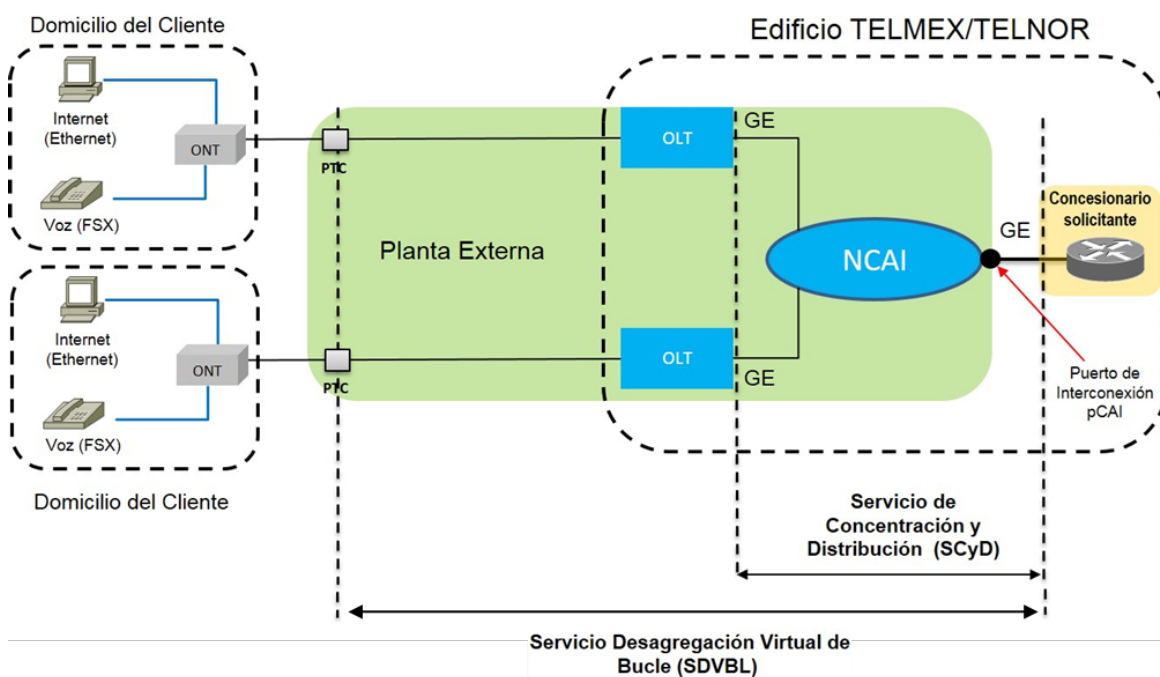 Domicilio del Cliente
Edificio TELMEX/TELNOR
Internet
(Ethernet)
ONT
Voz (FSX)
PTC
OLT
GE
Planta Externa
NCAI
GE
Concesionario
solicitante
Internet
(Ethernet)
ONT
Voz (FSX)
PTC
OLT
GE
Puerto de
Interconexión
pCAI
Domicilio del Cliente
Servicio de
Concentración y
Distribución (SCyD)
Servicio Desagregación Virtual de
Bucle (SDVBL)